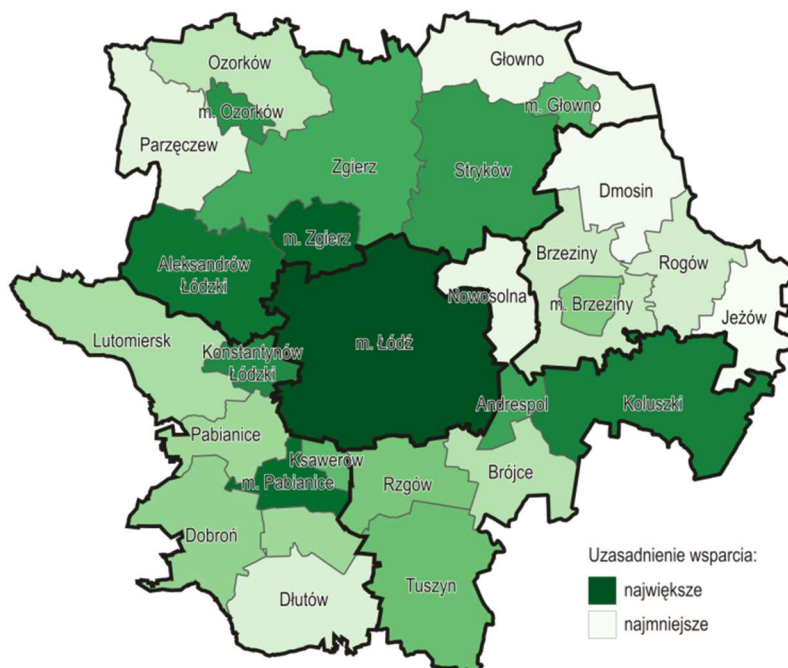 Ozorków
Głowno
m. Głowno
m. Ozorków
Parzęczew
Zgierz
Stryków
Dmosin
m. Zgierz
Brzeziny
Rogów
Aleksandrów
Łódzki
Nowosolna
m. Brzeziny
Jeżów
Lutomiersk
m. Łódź
Konstantynów
Łódzki
Andrespol
Koluszki
Pabianice
Ksawerów
m. Pabianice
Rzgów
Brójce
Dobroń
Dłutów
Tuszyn
Uzasadnienie wsparcia:
największe
najmniejsze